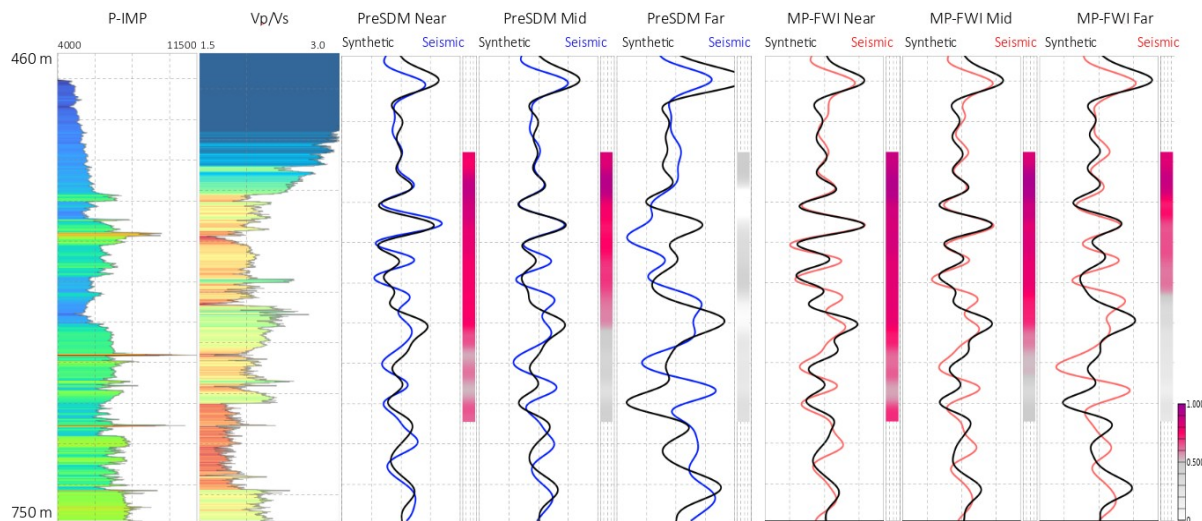 P-IMP Vp/Vs PreSDM Near PreSDM Mid PreSDM Far MP-FWI Near MP-FWI Mid MP-FWI Far
4000 11500 1.5 3.0 Synthetic Seismic Synthetic Seismic Synthetic Seismic Synthetic Seismic Synthetic Seismic Synthetic Seismic
460 m
1.000
0.500
0
750 m